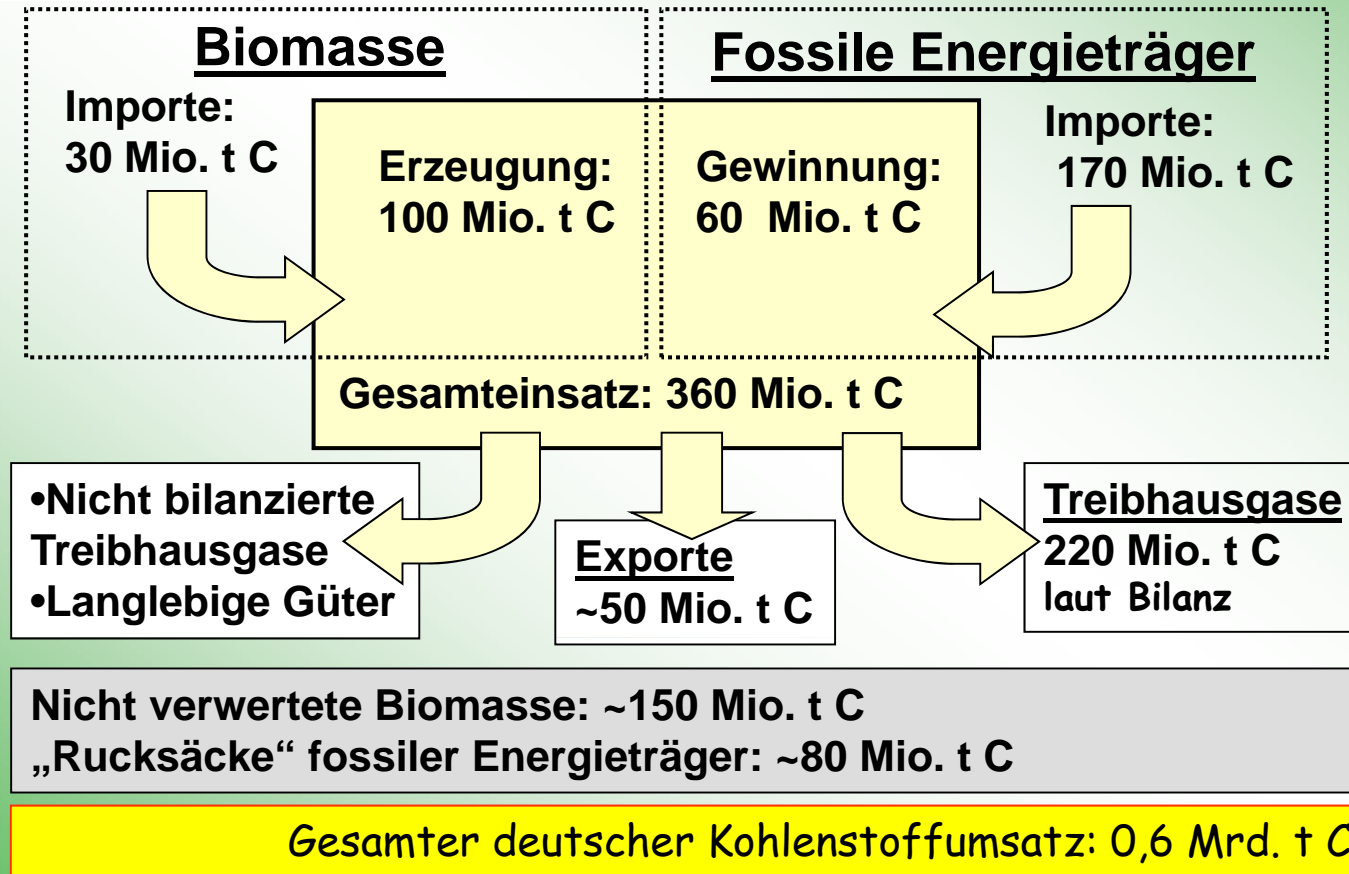 Biomasse
Importe:
30 Mio. t C
Erzeugung:
100 Mio. t C
Fossile Energieträger
Gewinnung:
60 Mio. t C
Importe:
170 Mio. t C
Gesamteinsatz: 360 Mio. t C
•Nicht bilanzierte
Treibhausgase
•Langlebige Güter
Exporte
~50 Mio. t C
Treibhausgase
220 Mio. t C
laut Bilanz
Nicht verwertete Biomasse: ~150 Mio. t C
„Rucksäcke“ fossiler Energieträger: ~80 Mio. t C
Gesamter deutscher Kohlenstoffumsatz: 0,6 Mrd. t C